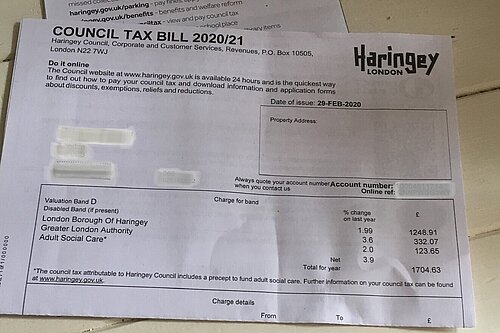 missed collections
haringey.gov.uk/parking - pay fines, app
haringey.gov.uk/benefits - benefits and welfare reform
tax - view and pay council tax
COUNCIL TAX BILL 2020/21
Haringey Council, Corporate and Customer Services, Revenues, P.O. Box 10505,
London N22 7WJ
Haringey
LONDON
Do it online
The Council website at www.haringey.gov.uk is available 24 hours and is the quickest way
to find out how to pay your council tax and download information and application forms
about discounts, exemptions, reliefs and reductions.
Date of issue: 29-FEB-2020
Property Address:
Always quote your account number
when you contact us
Account number:
Online ref:
Valuation Band D
Disabled Band (if present)
Charge for band
% change
on last year
£
London Borough Of Haringey 1.99 1248.91
Greater London Authority 3.6 332.07
Adult Social Care* 2.0 123.65
Net 3.9
Total for year 1704.63
*The council tax attributable to Haringey Council includes a precept to fund adult social care. Further information on your council tax can be found
at www.haringey.gov.uk.
Charge details
From To £